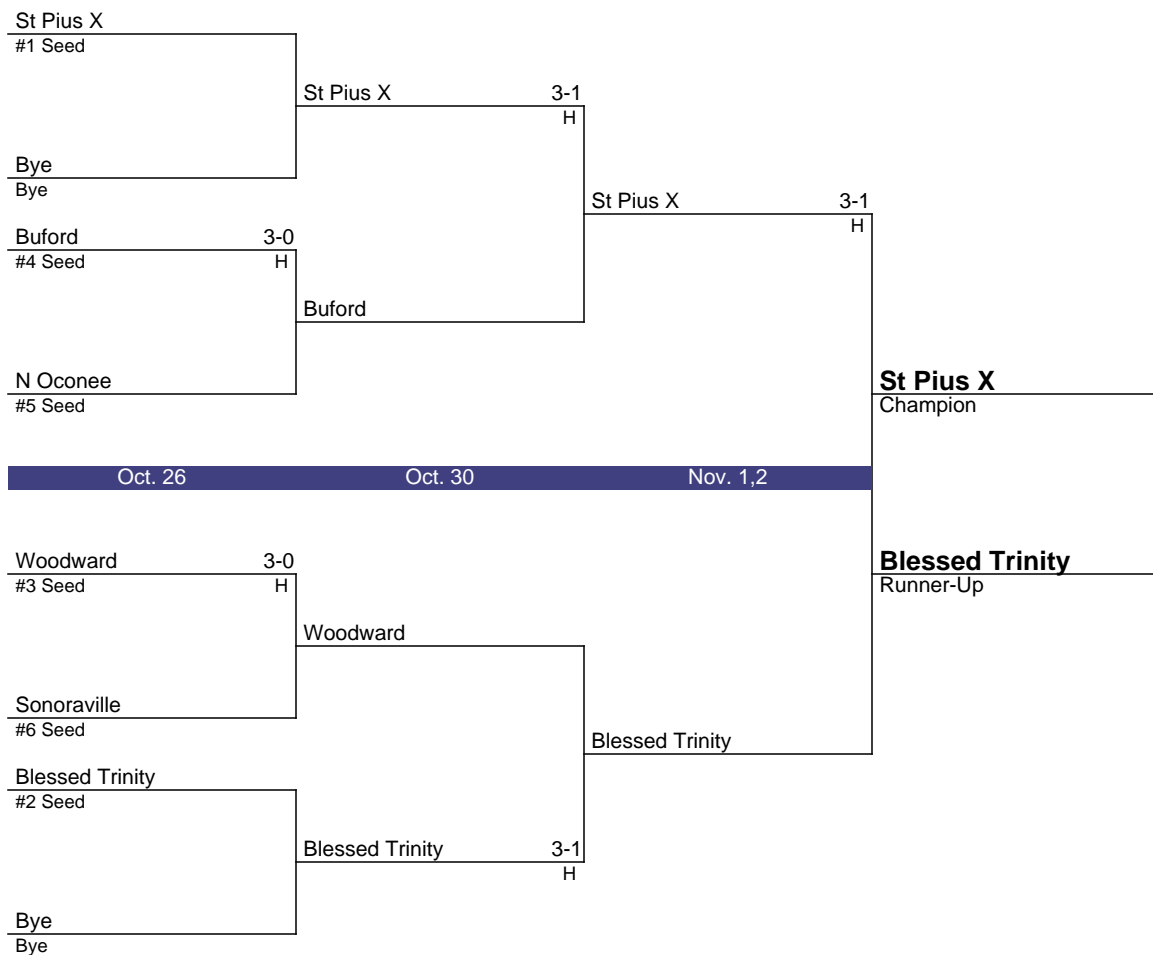 St Pius X
#1 Seed
St Pius X 3-1
H
Bye
Bye
St Pius X 3-1
H
Buford 3-0
#4 Seed H
Buford
N Oconee
#5 Seed
St Pius X
Champion
Oct. 26 Oct. 30 Nov. 1,2
Woodward 3-0
#3 Seed H
Blessed Trinity
Runner-Up
Woodward
Sonoraville
#6 Seed
Blessed Trinity
Blessed Trinity
#2 Seed
Blessed Trinity 3-1
H
Bye
Bye